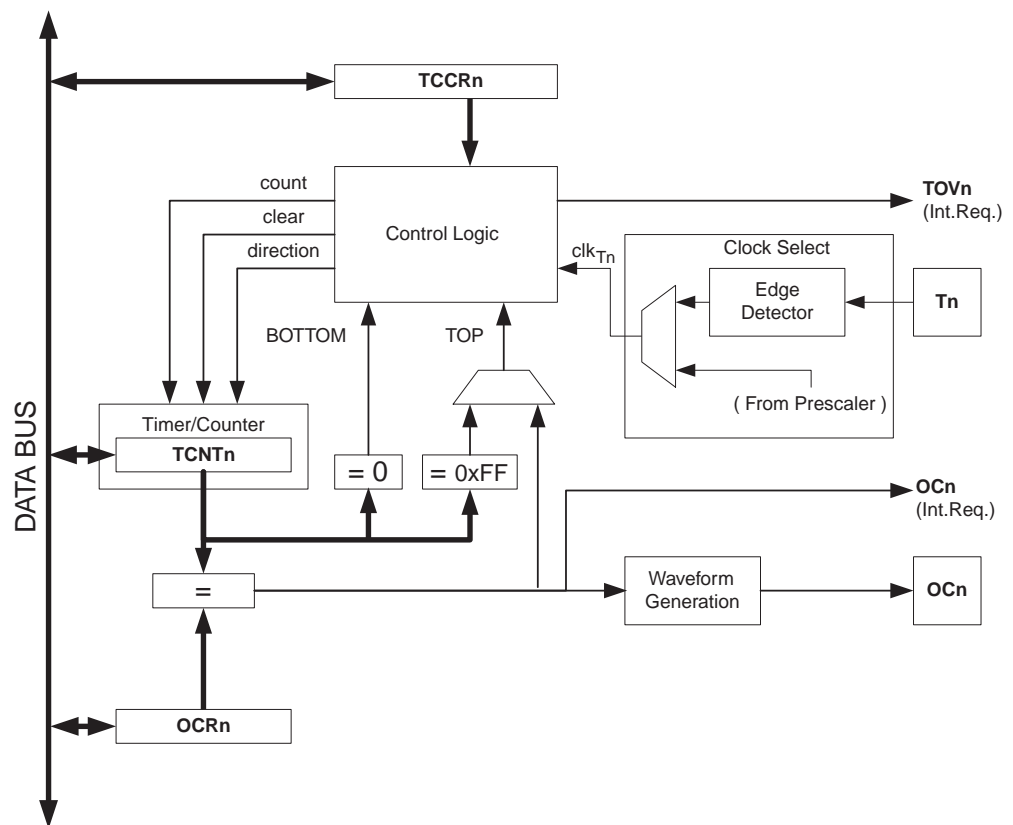 TCCRn
count
clear
direction
Control Logic
TOVn
(Int.Req.)
clkTn
Clock Select
Edge
Detector
Tn
( From Prescaler )
BOTTOM
TOP
DATA BUS
Timer/Counter
TCNTn
= 0
= 0xFF
OCn
(Int.Req.)
=
Waveform
Generation
OCn
OCRn